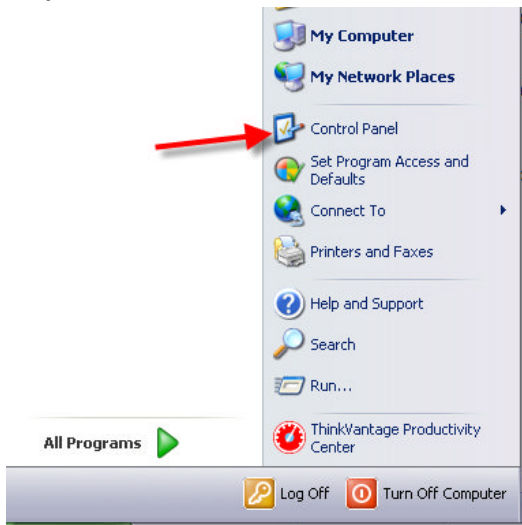 My Computer
My Network Places
Control Panel
Set Program Access and
Defaults
Connect To
Printers and Faxes
Help and Support
Search
Run...
ThinkVantage Productivity
Center
All Programs
Log Off
Turn Off Computer